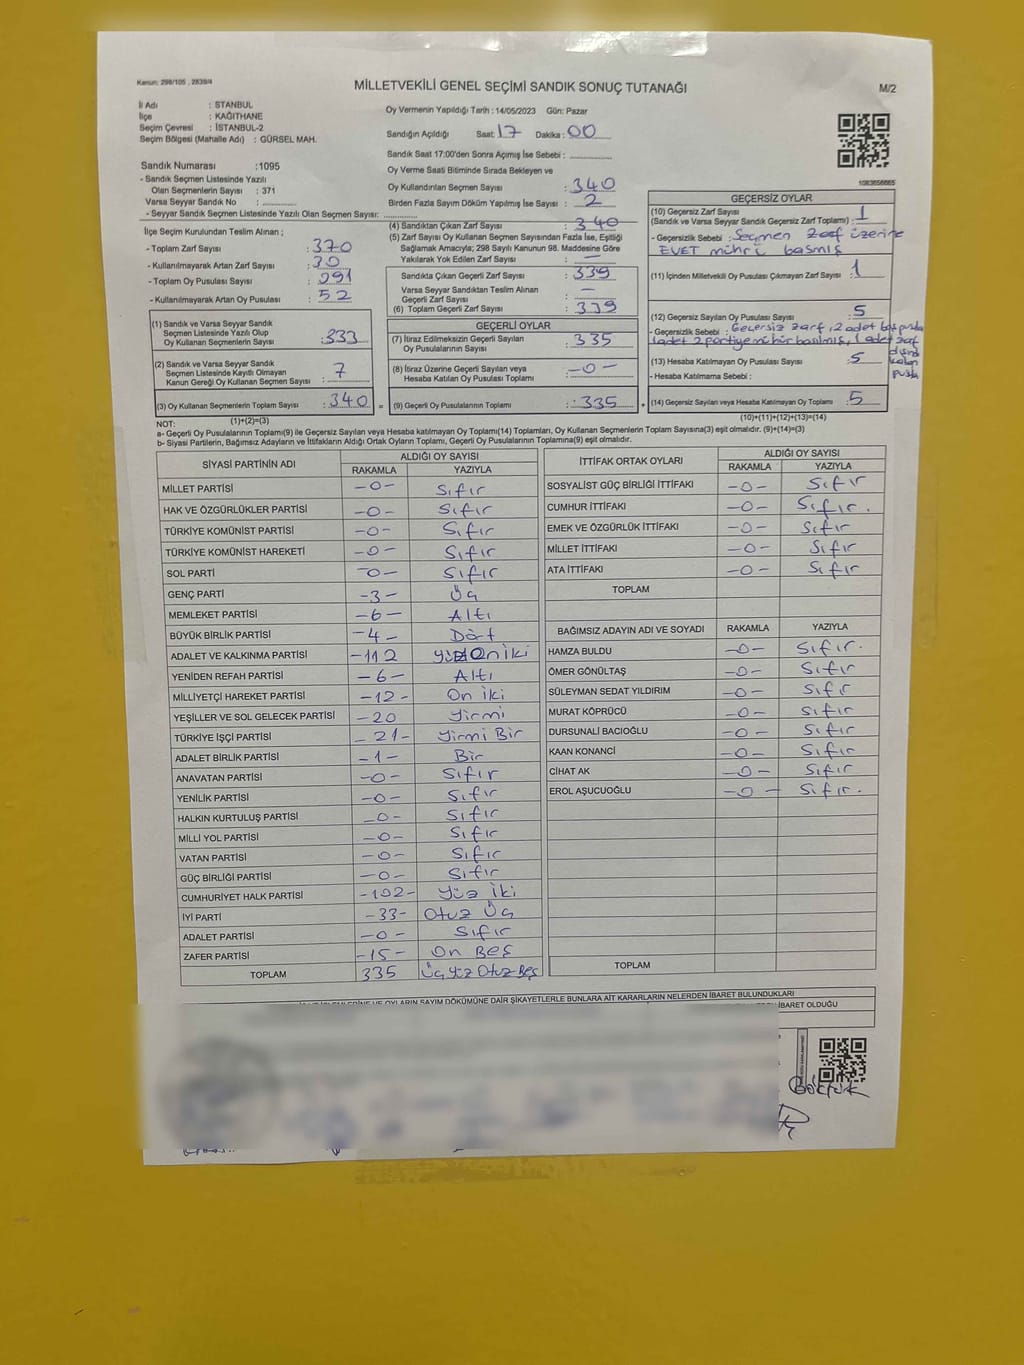 Kanun: 298/105 , 2839/4
MİLLETVEKİLİ GENEL SEÇİMİ SANDIK SONUÇ TUTANAĞI
M/2
İl Adı : STANBUL
İlçe : KAĞITHANE
Seçim Çevresi : İSTANBUL-2
Seçim Bölgesi (Mahalle Adı) : GÜRSEL MAH.
Oy Vermenin Yapıldığı Tarih : 14/05/2023 Gün: Pazar
Sandığın Açıldığı Saat: 17 Dakika: 00
Sandık Saat 17:00'den Sonra Açımış İse Sebebi :
Sandık Numarası :1095
- Sandık Seçmen Listesinde Yazılı
Olan Seçmenlerin Sayısı : 371
Varsa Seyyar Sandık No :
- Seyyar Sandık Seçmen Listesinde Yazılı Olan Seçmen Sayısı:
Oy Verme Saati Bitiminde Sırada Bekleyen ve
Oy Kullandırılan Seçmen Sayısı : 340
Birden Fazla Sayım Döküm Yapılmış İse Sayısı : 2
1083656665
İlçe Seçim Kurulundan Teslim Alınan ;
- Toplam Zarf Sayısı : 370
- Kullanılmayarak Artan Zarf Sayısı : 30
- Toplam Oy Pusulası Sayısı : 391
- Kullanılmayarak Artan Oy Pusulası : 52
(4) Sandıktan Çıkan Zarf Sayısı : 340
(5) Zarf Sayısı Oy Kullanan Seçmen Sayısından Fazla İse, Eşitliği
Sağlamak Amacıyla; 298 Sayılı Kanunun 98. Maddesine Göre
Yakılarak Yok Edilen Zarf Sayısı : —
Sandıkta Çıkan Geçerli Zarf Sayısı : 339
Varsa Seyyar Sandıktan Teslim Alınan
Geçerli Zarf Sayısı : —
(6) Toplam Geçerli Zarf Sayısı : 339
GEÇERSİZ OYLAR
(10) Geçersiz Zarf Sayısı
(Sandık ve Varsa Seyyar Sandık Geçersiz Zarf Toplamı) : 1
- Geçersizlik Sebebi : Seçmen zarf üzerine
EVET mührü basmış
(11) İçinden Milletvekili Oy Pusulası Çıkmayan Zarf Sayısı : 1
(12) Geçersiz Sayılan Oy Pusulası Sayısı : 5
- Geçersizlik Sebebi : Geçersiz zarf, 2 adet boş pusula
1 adet 2 partiye mühür basılmış, 1 adet zarf
dışında
kalan
pusula
(13) Hesaba Katılmayan Oy Pusulası Sayısı : 5
- Hesaba Katılmama Sebebi :
(14) Geçersiz Sayılan veya Hesaba Katılmayan Oy Toplamı : 5
(10)+(11)+(12)+(13)=(14)
(1) Sandık ve Varsa Seyyar Sandık
Seçmen Listesinde Yazılı Olup
Oy Kullanan Seçmenlerin Sayısı : 333
(2) Sandık ve Varsa Seyyar Sandık
Seçmen Listesinde Kayıtlı Olmayan
Kanun Gereği Oy Kullanan Seçmen Sayısı : 7
(3) Oy Kullanan Seçmenlerin Toplam Sayısı : 340 =
(1)+(2)=(3)
GEÇERLİ OYLAR
(7) İtiraz Edilmeksizin Geçerli Sayılan
Oy Pusulalarının Sayısı : 335
(8) İtiraz Üzerine Geçerli Sayılan veya
Hesaba Katılan Oy Pusulası Toplamı : -0-
(9) Geçerli Oy Pusulalarının Toplamı : 335 +
NOT:
a- Geçerli Oy Pusulalarının Toplamı(9) ile Geçersiz Sayılan veya Hesaba katılmayan Oy Toplamı(14) Toplamları, Oy Kullanan Seçmenlerin Toplam Sayısına(3) eşit olmalıdır. (9)+(14)=(3)
b- Siyasi Partilerin, Bağımsız Adayların ve İttifakların Aldığı Ortak Oyların Toplamı, Geçerli Oy Pusulalarının Toplamına(9) eşit olmalıdır.
SİYASİ PARTİNİN ADI ALDIĞI OY SAYISI
RAKAMLA YAZIYLA
MİLLET PARTİSİ -0- Sıfır
HAK VE ÖZGÜRLÜKLER PARTİSİ -0- Sıfır
TÜRKİYE KOMÜNİST PARTİSİ -0- Sıfır
TÜRKİYE KOMÜNİST HAREKETİ -0- Sıfır
SOL PARTİ -0- Sıfır
GENÇ PARTİ -3- Üç
MEMLEKET PARTİSİ -6- Altı
BÜYÜK BİRLİK PARTİSİ -4- Dört
ADALET VE KALKINMA PARTİSİ -112 yüz Oniki
YENİDEN REFAH PARTİSİ -6- Altı
MİLLİYETÇİ HAREKET PARTİSİ -12- On iki
YEŞİLLER VE SOL GELECEK PARTİSİ -20 Yirmi
TÜRKİYE İŞÇİ PARTİSİ -21- Yirmi Bir
ADALET BİRLİK PARTİSİ -1- Bir
ANAVATAN PARTİSİ -0- Sıfır
YENİLİK PARTİSİ -0- Sıfır
HALKIN KURTULUŞ PARTİSİ -0- Sıfır
MİLLİ YOL PARTİSİ -0- Sıfır
VATAN PARTİSİ -0- Sıfır
GÜÇ BİRLİĞİ PARTİSİ -0- Sıfır
CUMHURİYET HALK PARTİSİ -102- Yüz İki
İYİ PARTİ -33- Otuz Üç
ADALET PARTİSİ -0- Sıfır
ZAFER PARTİSİ -15- On Beş
TOPLAM 335 ÜçYüz Otuz Beş
İTTİFAK ORTAK OYLARI ALDIĞI OY SAYISI
RAKAMLA YAZIYLA
SOSYALİST GÜÇ BİRLİĞİ İTTİFAKI -0- Sıfır
CUMHUR İTTİFAKI -0- Sıfır.
EMEK VE ÖZGÜRLÜK İTTİFAKI -0- Sıfır
MİLLET İTTİFAKI -0- Sıfır
ATA İTTİFAKI -0- Sıfır
TOPLAM
BAĞIMSIZ ADAYIN ADI VE SOYADI RAKAMLA YAZIYLA
HAMZA BULDU -0- Sıfır.
ÖMER GÖNÜLTAŞ -0- Sıfır
SÜLEYMAN SEDAT YILDIRIM -0- Sıfır
MURAT KÖPRÜCÜ -0- Sıfır
DURSUNALİ BACIOĞLU -0- Sıfır
KAAN KONANCİ -0- Sıfır
CİHAT AK -0- Sıfır
EROL AŞUCUOĞLU -0- Sıfır.
TOPLAM
OYLARIN SAYIM DÖKÜMÜNE DAİR ŞİKAYETLERLE BUNLARA AİT KARARLARIN NELERDEN İBARET BULUNDUKLARI
İBARET OLDUĞU
Göktürk